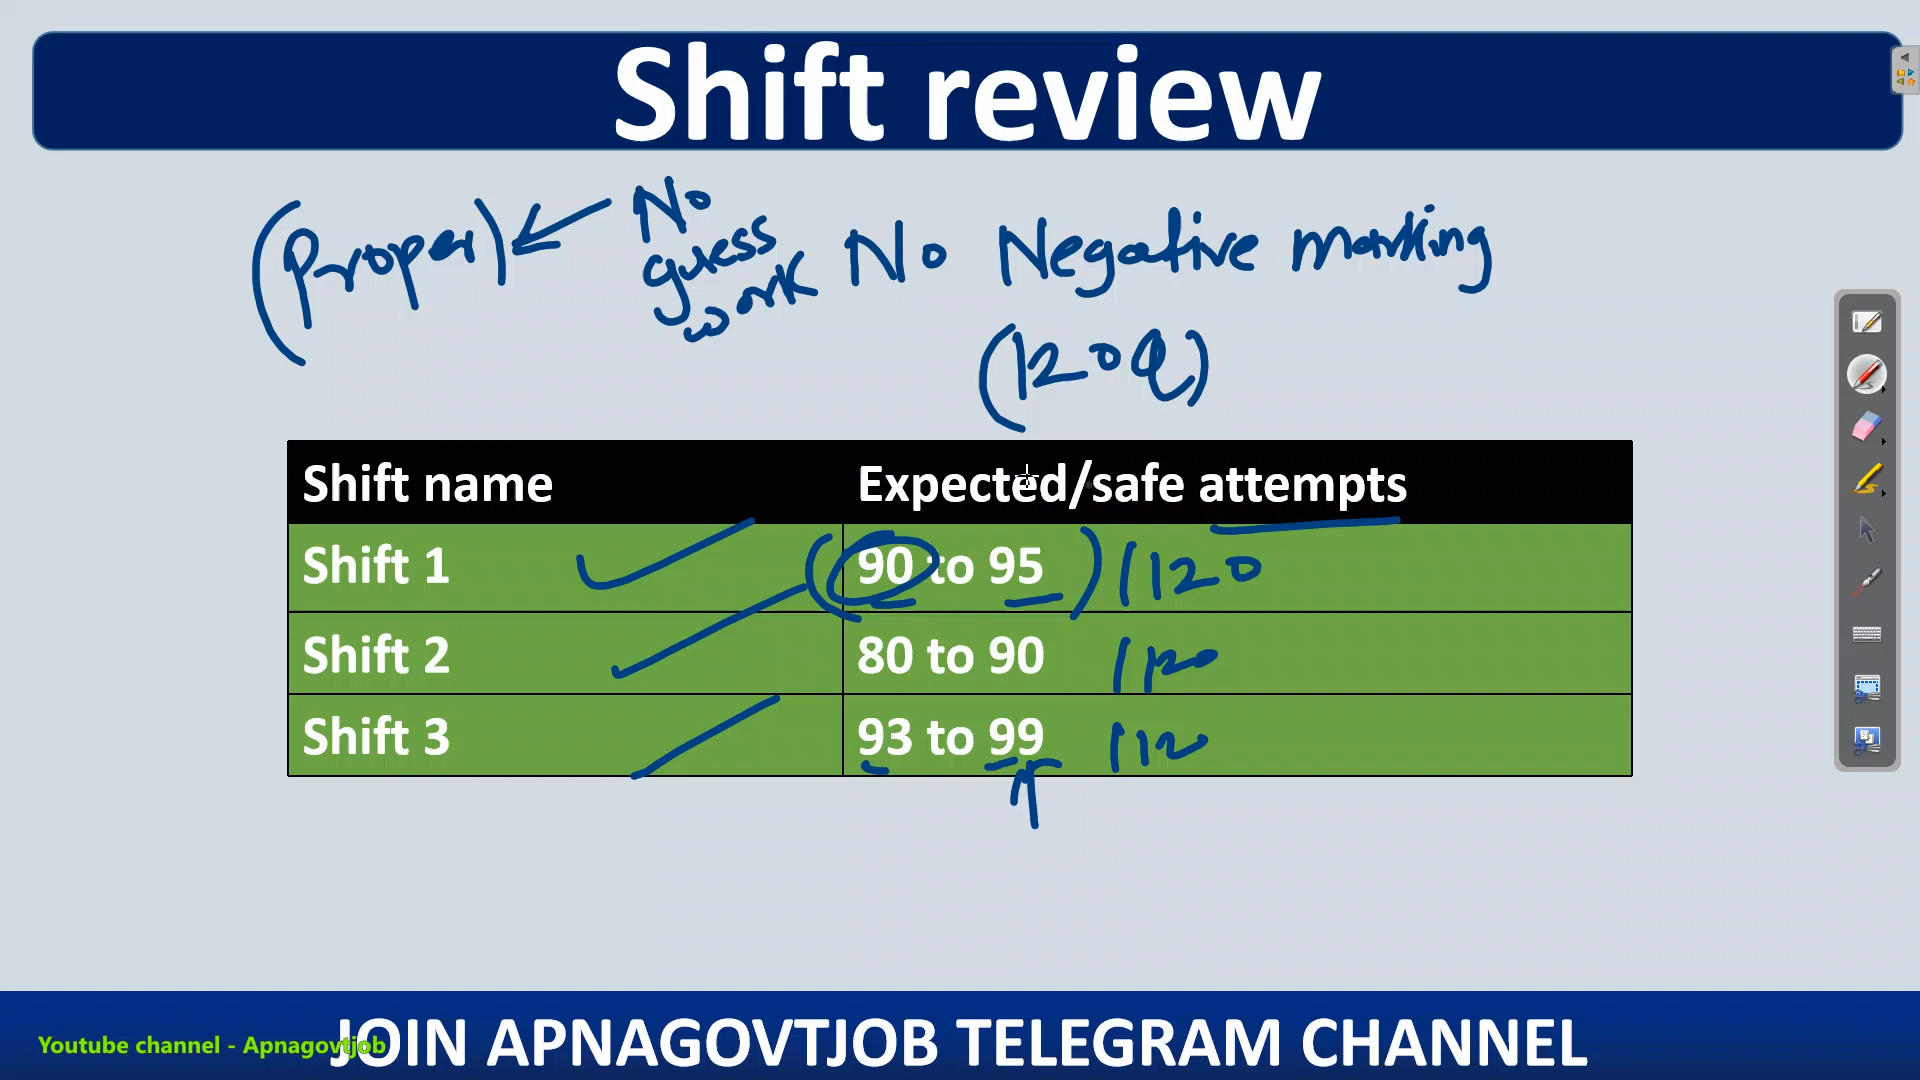 Shift review
(Proper) No
guess
work
No Negative marking
(120Q)
Shift name Expected/safe attempts
Shift 1 (90 to 95) /120
Shift 2 80 to 90 /120
Shift 3 93 to 99 /120
JOIN APNAGOVTJOB TELEGRAM CHANNEL
Youtube channel - Apnagovtjob